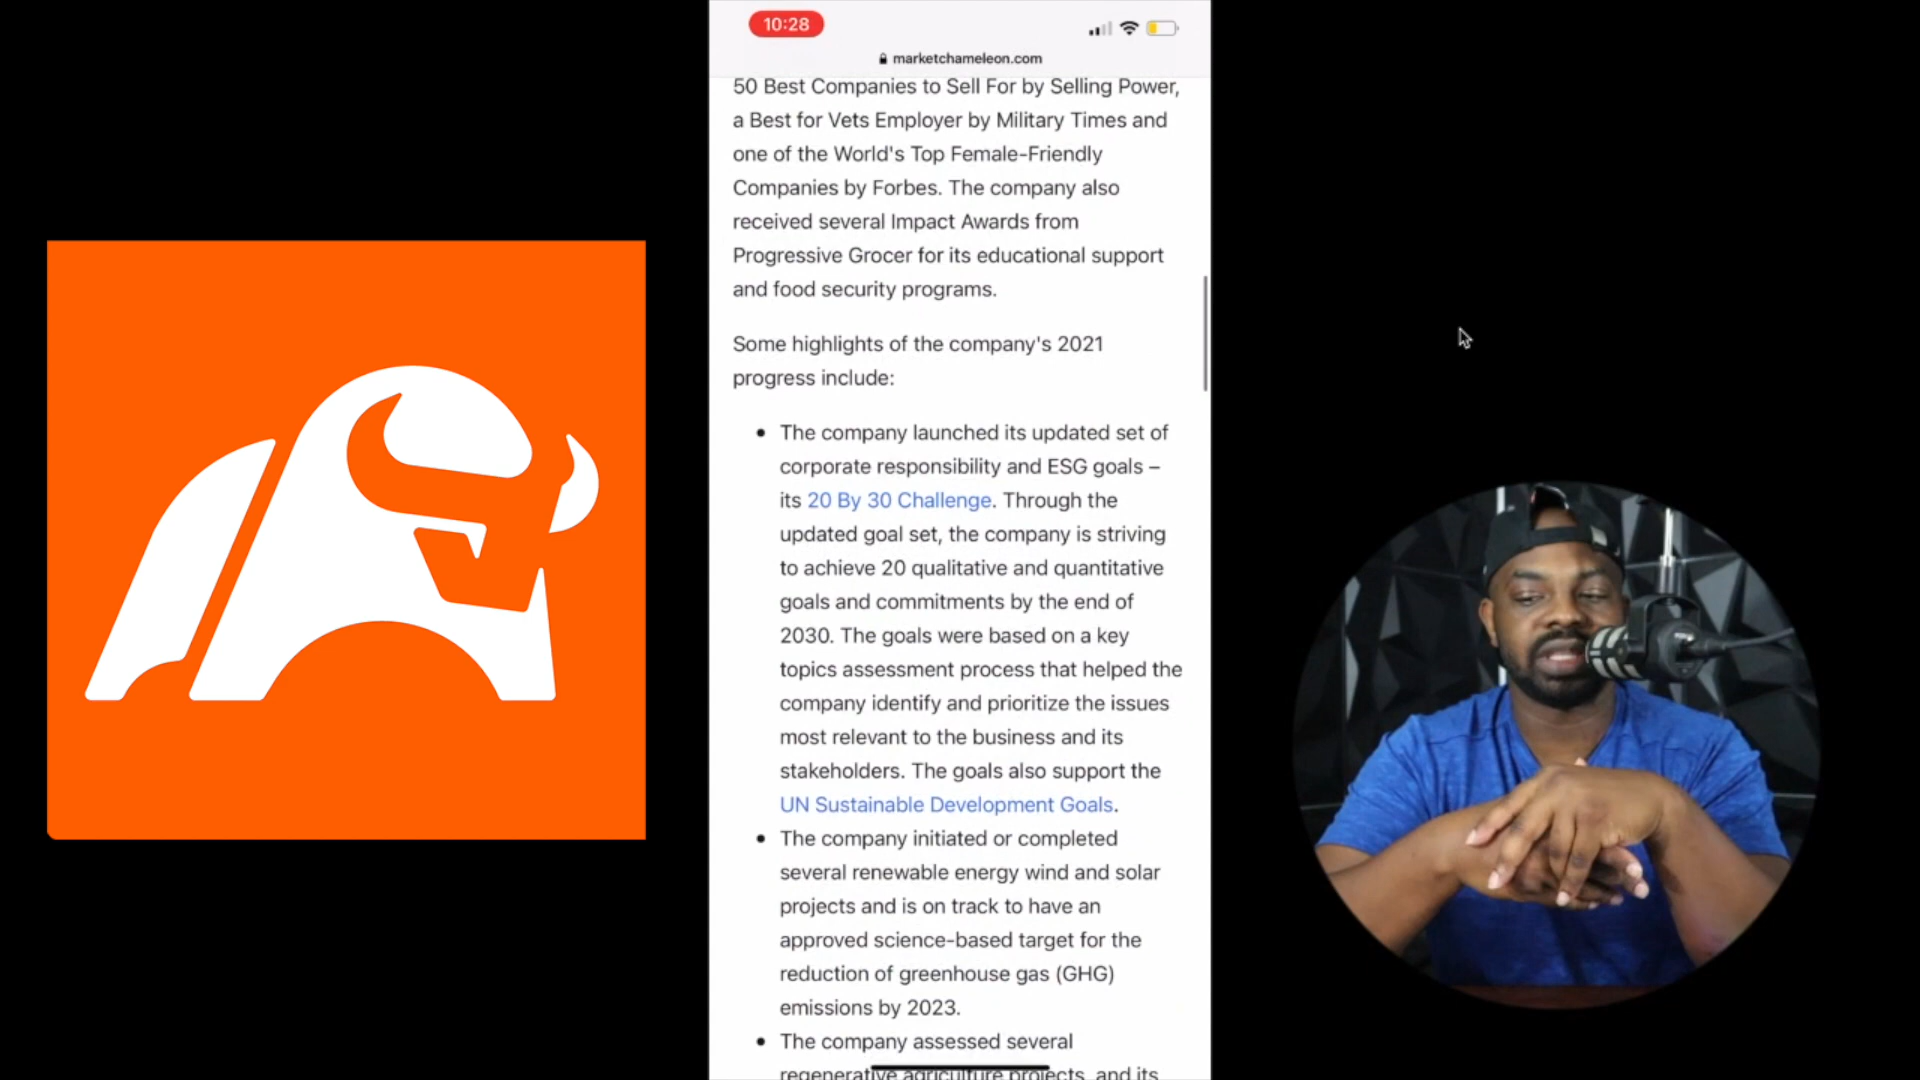 10:28
marketchameleon.com
50 Best Companies to Sell For by Selling Power,
a Best for Vets Employer by Military Times and
one of the World's Top Female-Friendly
Companies by Forbes. The company also
received several Impact Awards from
Progressive Grocer for its educational support
and food security programs.
Some highlights of the company's 2021
progress include:
• The company launched its updated set of
corporate responsibility and ESG goals –
its 20 By 30 Challenge. Through the
updated goal set, the company is striving
to achieve 20 qualitative and quantitative
goals and commitments by the end of
2030. The goals were based on a key
topics assessment process that helped the
company identify and prioritize the issues
most relevant to the business and its
stakeholders. The goals also support the
UN Sustainable Development Goals.
• The company initiated or completed
several renewable energy wind and solar
projects and is on track to have an
approved science-based target for the
reduction of greenhouse gas (GHG)
emissions by 2023.
• The company assessed several
regenerative agriculture projects, and its